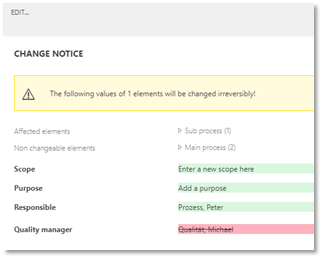 EDIT...
CHANGE NOTICE
The following values of 1 elements will be changed irreversibly!
Affected elements Sub process (1)
Non changeable elements Main process (2)
Scope Enter a new scope here
Purpose Add a purpose
Responsible Prozess, Peter
Quality manager Qualität, Michael